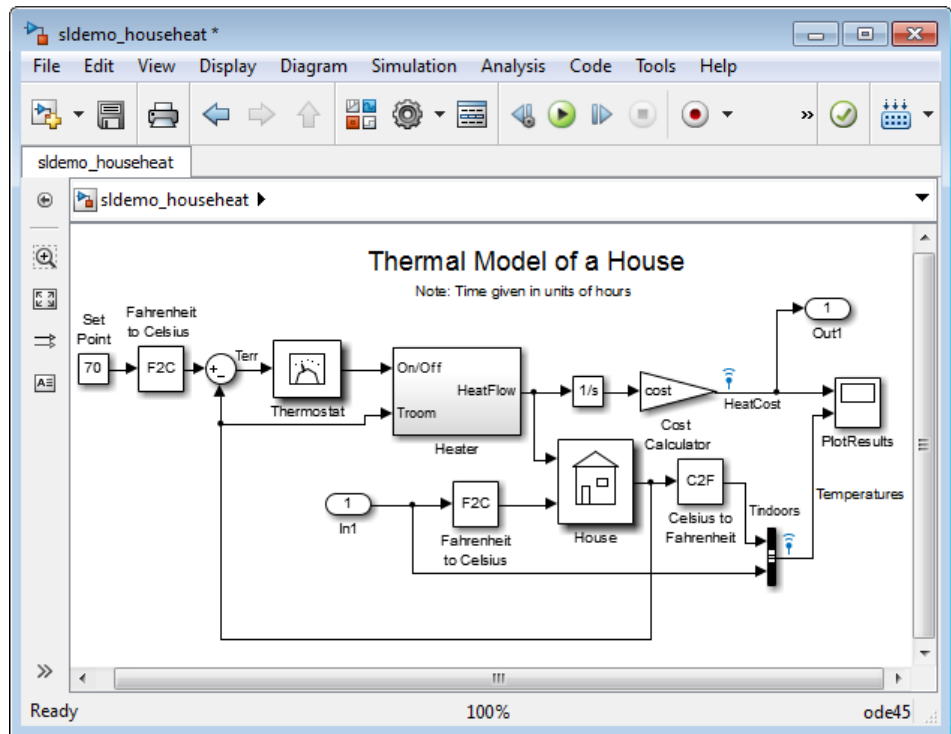 sldemo_househeat *
File Edit View Display Diagram Simulation Analysis Code Tools Help
»
sldemo_househeat
sldemo_househeat
Thermal Model of a House
Note: Time given in units of hours
Set
Point
70
Fahrenheit
to Celsius
F2C
+
_
Terr
Thermostat
On/Off
Troom
HeatFlow
Heater
1/s
cost
Cost
Calculator
HeatCost
1
Out1
PlotResults
1
In1
F2C
Fahrenheit
to Celsius
House
C2F
Celsius to
Fahrenheit
Tindoors
Temperatures
A
»
Ready 100% ode45